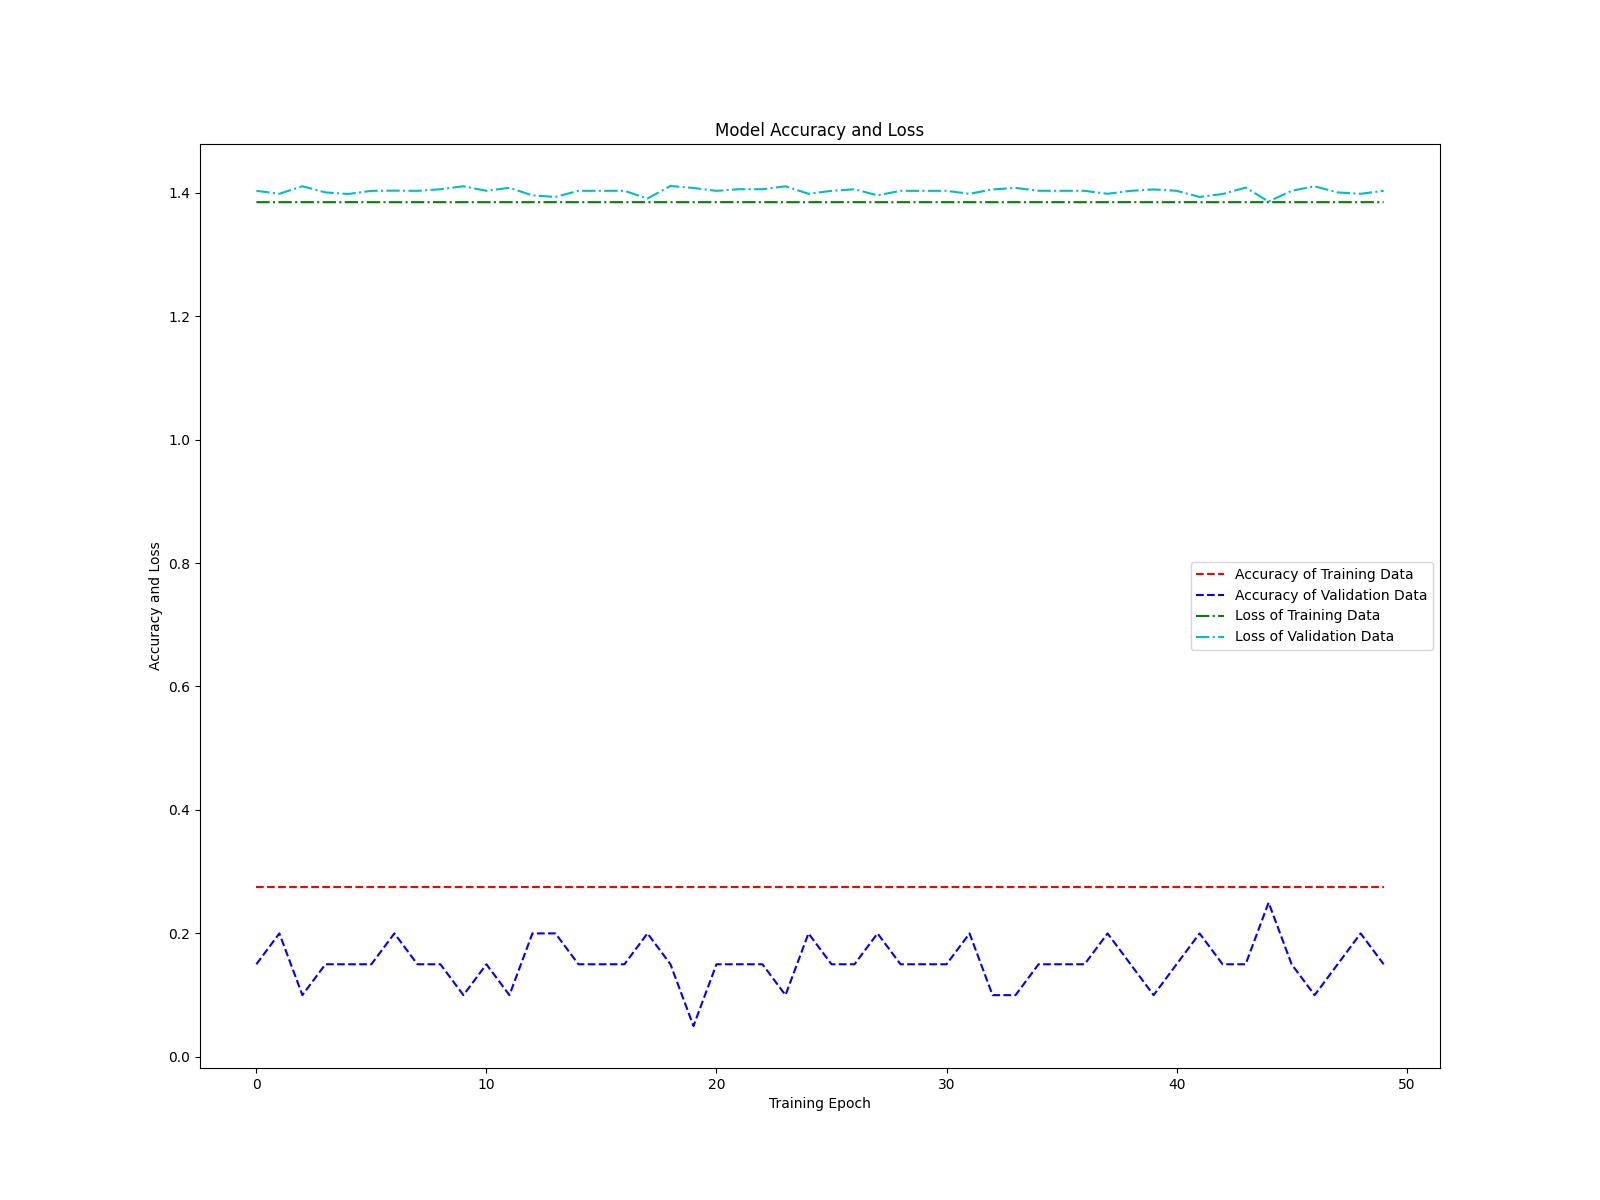 Model Accuracy and Loss
1.4
1.2
1.0
0.8
0.6
0.4
0.2
0.0
Accuracy and Loss
Accuracy of Training Data
Accuracy of Validation Data
Loss of Training Data
Loss of Validation Data
0 10 20 30 40 50
Training Epoch